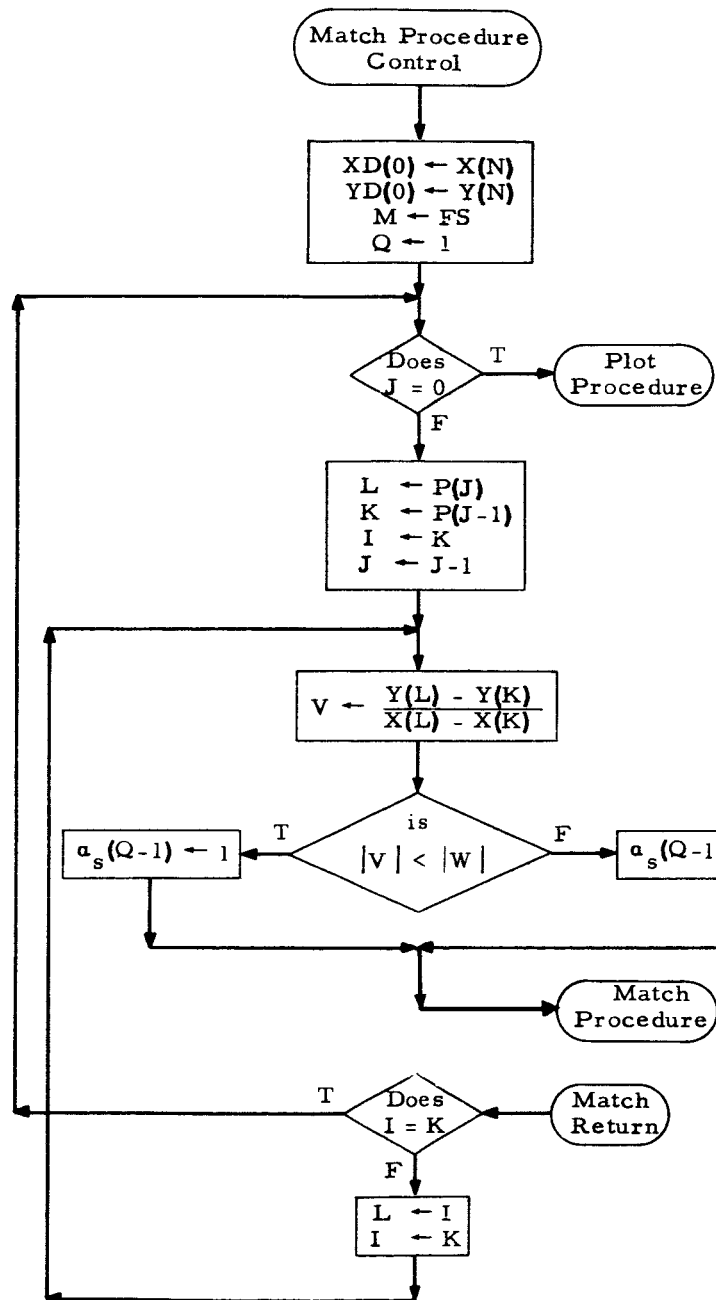 Match Procedure
Control
XD(0) ← X(N)
YD(0) ← Y(N)
M ← FS
Q ← 1
Does
J = 0
T
Plot
Procedure
F
L ← P(J)
K ← P(J-1)
I ← K
J ← J-1
V ← Y(L) - Y(K)
X(L) - X(K)
is
|V| < |W|
T
F
a_s(Q-1) ← 1
a_s(Q-1
Match
Procedure
T
Does
I = K
Match
Return
F
L ← I
I ← K